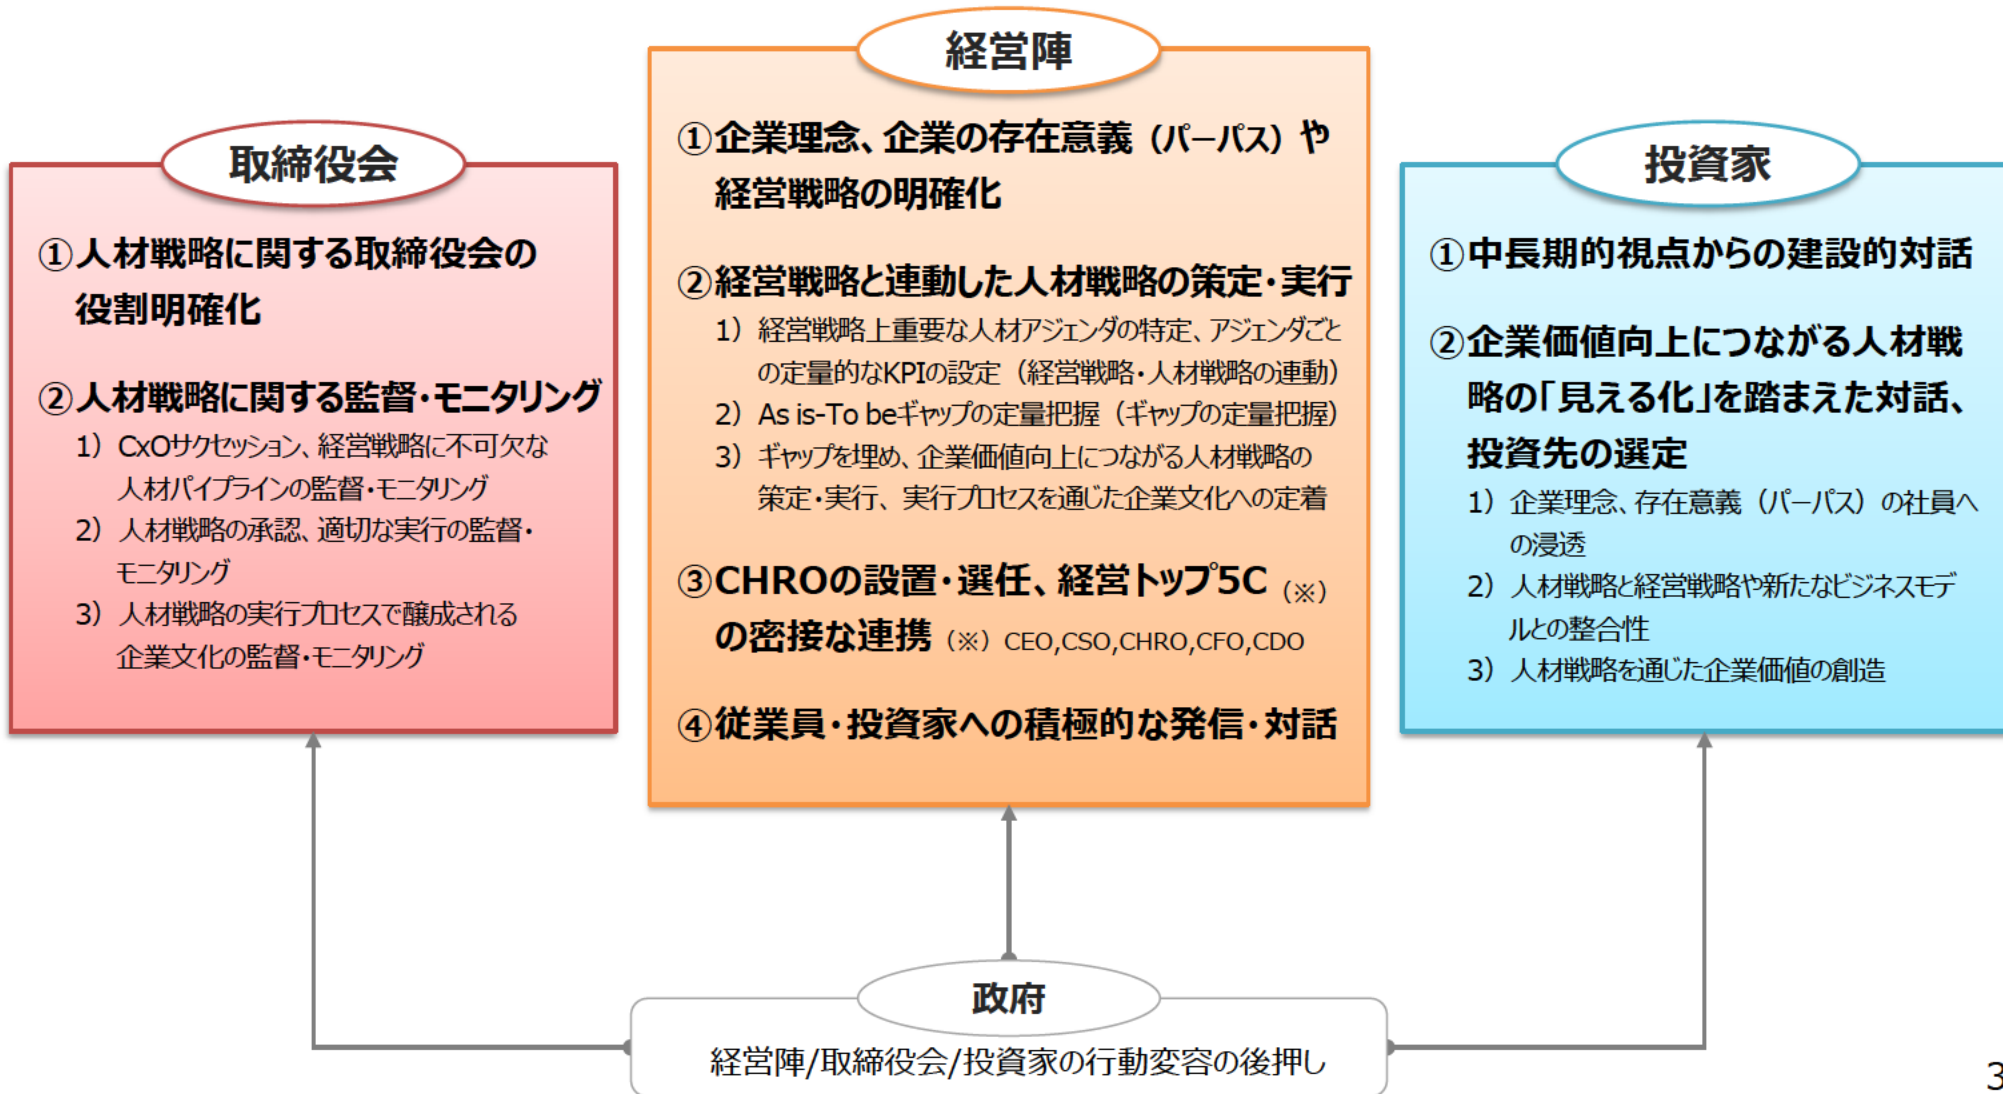 取締役会
①人材戦略に関する取締役会の
役割明確化
②人材戦略に関する監督・モニタリング
1）CxOサクセッション、経営戦略に不可欠な
人材パイプラインの監督・モニタリング
2）人材戦略の承認、適切な実行の監督・
モニタリング
3）人材戦略の実行プロセスで醸成される
企業文化の監督・モニタリング
経営陣
①企業理念、企業の存在意義（パーパス）や
経営戦略の明確化
②経営戦略と連動した人材戦略の策定・実行
1）経営戦略上重要な人材アジェンダの特定、アジェンダごと
の定量的なKPIの設定（経営戦略・人材戦略の連動）
2）As is-To beギャップの定量把握（ギャップの定量把握）
3）ギャップを埋め、企業価値向上につながる人材戦略の
策定・実行、実行プロセスを通じた企業文化への定着
③CHROの設置・選任、経営トップ5C（※）
の密接な連携（※）CEO,CSO,CHRO,CFO,CDO
④従業員・投資家への積極的な発信・対話
投資家
①中長期的視点からの建設的対話
②企業価値向上につながる人材戦
略の「見える化」を踏まえた対話、
投資先の選定
1）企業理念、存在意義（パーパス）の社員へ
の浸透
2）人材戦略と経営戦略や新たなビジネスモデ
ルとの整合性
3）人材戦略を通じた企業価値の創造
政府
経営陣/取締役会/投資家の行動変容の後押し
3